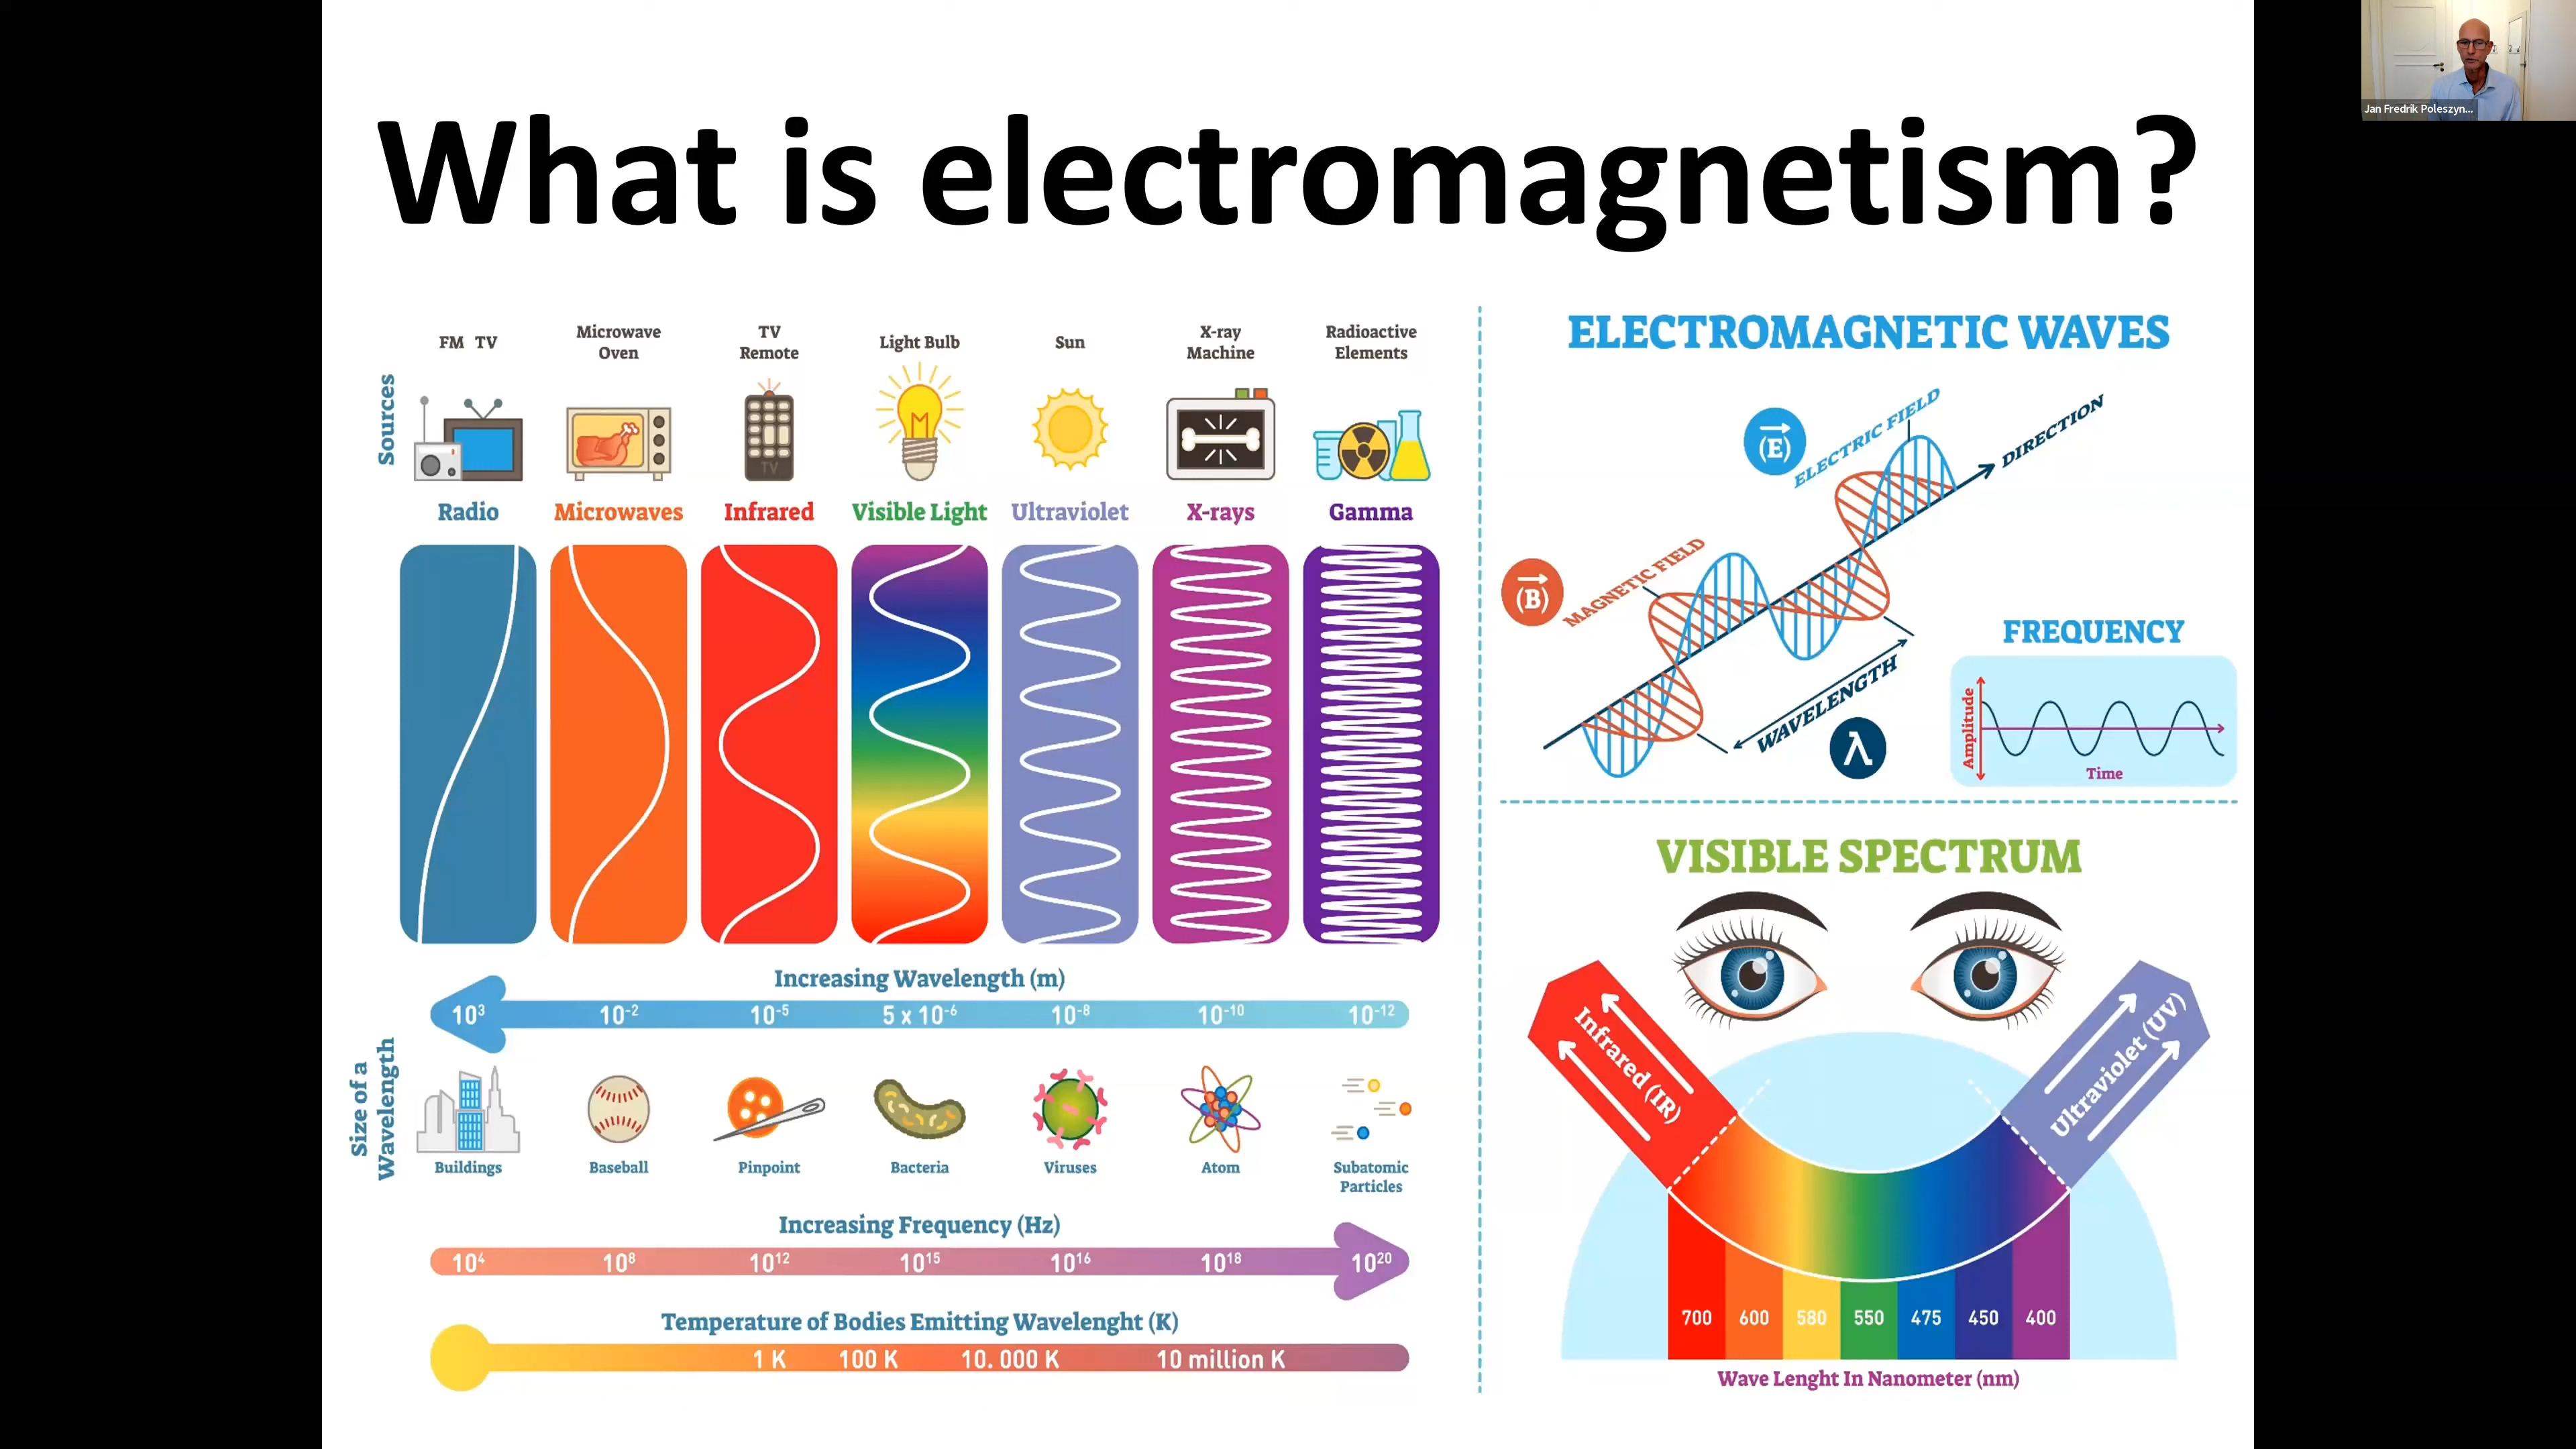 What is electromagnetism?
Jan Fredrik Poleszyn...
Sources
FM TV
Microwave
Oven
TV
Remote
Light Bulb
Sun
X-ray
Machine
Radioactive
Elements
TV
Radio
Microwaves
Infrared
Visible Light
Ultraviolet
X-rays
Gamma
Increasing Wavelength (m)
10³ 10⁻² 10⁻⁵ 5 x 10⁻⁶ 10⁻⁸ 10⁻¹⁰ 10⁻¹²
Size of a
Wavelength
Buildings
Baseball
Pinpoint
Bacteria
Viruses
Atom
Subatomic
Particles
Increasing Frequency (Hz)
10⁴ 10⁸ 10¹² 10¹⁵ 10¹⁶ 10¹⁸ 10²⁰
Temperature of Bodies Emitting Wavelenght (K)
1 K 100 K 10. 000 K 10 million K
ELECTROMAGNETIC WAVES
(E)
ELECTRIC FIELD
DIRECTION
(B)
MAGNETIC FIELD
WAVELENGTH
λ
FREQUENCY
Amplitude
Time
VISIBLE SPECTRUM
Infrared (IR)
Ultraviolet (UV)
700 600 580 550 475 450 400
Wave Lenght In Nanometer (nm)